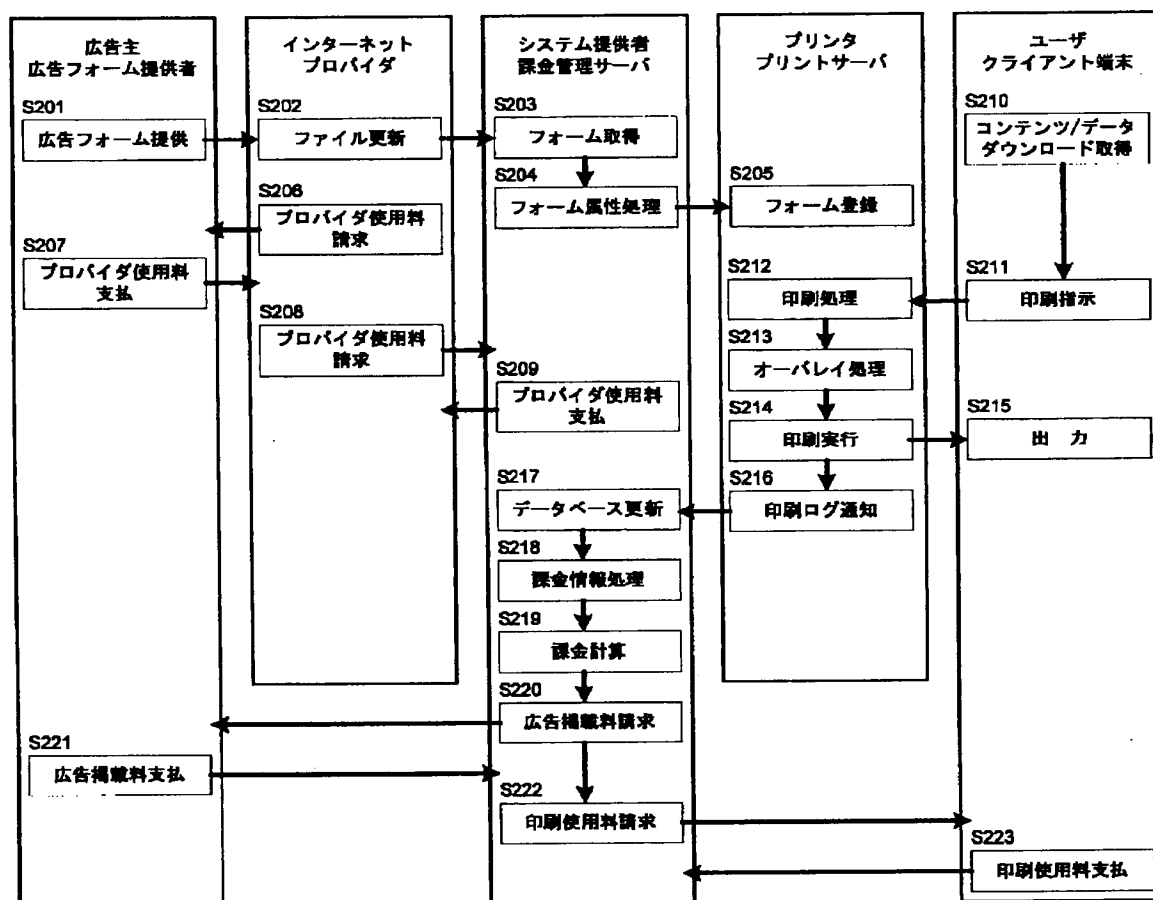 広告主
広告フォーム提供者
インターネット
プロバイダ
システム提供者
課金管理サーバ
プリンタ
プリントサーバ
ユーザ
クライアント端末
S201
広告フォーム提供
S202
ファイル更新
S203
フォーム取得
S210
コンテンツ/データ
ダウンロード取得
S204
フォーム属性処理
S205
フォーム登録
S206
プロバイダ使用料
請求
S207
プロバイダ使用料
支払
S212
印刷処理
S211
印刷指示
S208
プロバイダ使用料
請求
S213
オーバレイ処理
S209
プロバイダ使用料
支払
S214
印刷実行
S215
出 力
S217
データベース更新
S216
印刷ログ通知
S218
課金情報処理
S219
課金計算
S220
広告掲載料請求
S221
広告掲載料支払
S222
印刷使用料請求
S223
印刷使用料支払